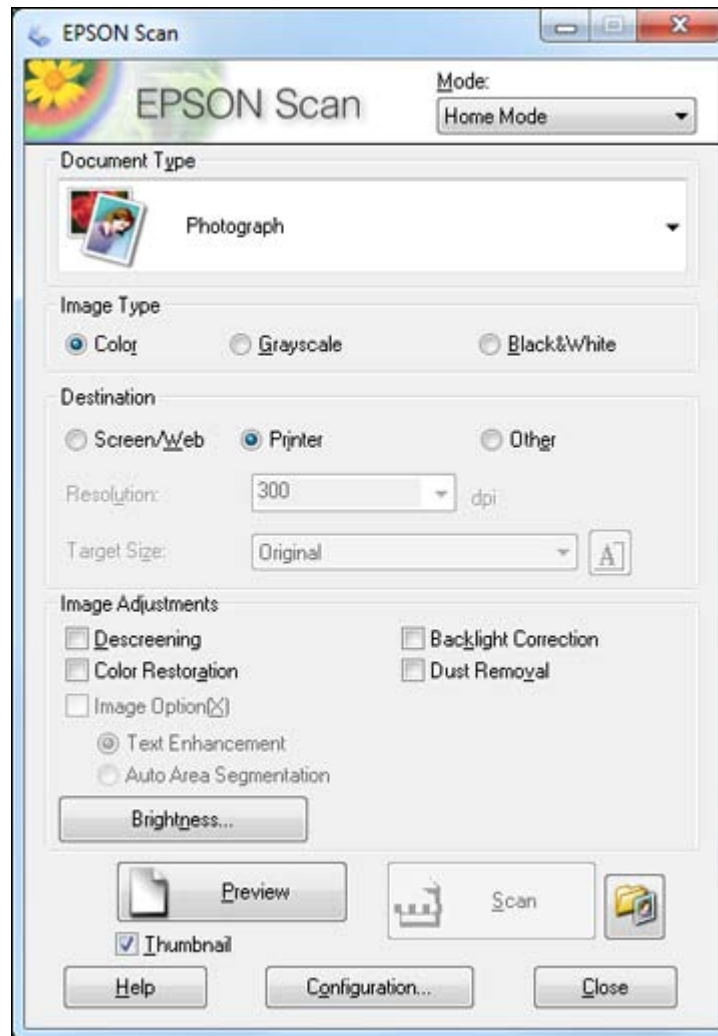 EPSON Scan
EPSON Scan
Mode:
Home Mode
Document Type
Photograph
Image Type
Color Grayscale Black&White
Destination
Screen/Web Printer Other
Resolution: 300 dpi
Target Size: Original A
Image Adjustments
Descreening Backlight Correction
Color Restoration Dust Removal
Image Option(X)
Text Enhancement
Auto Area Segmentation
Brightness...
Preview Scan
Thumbnail
Help Configuration... Close